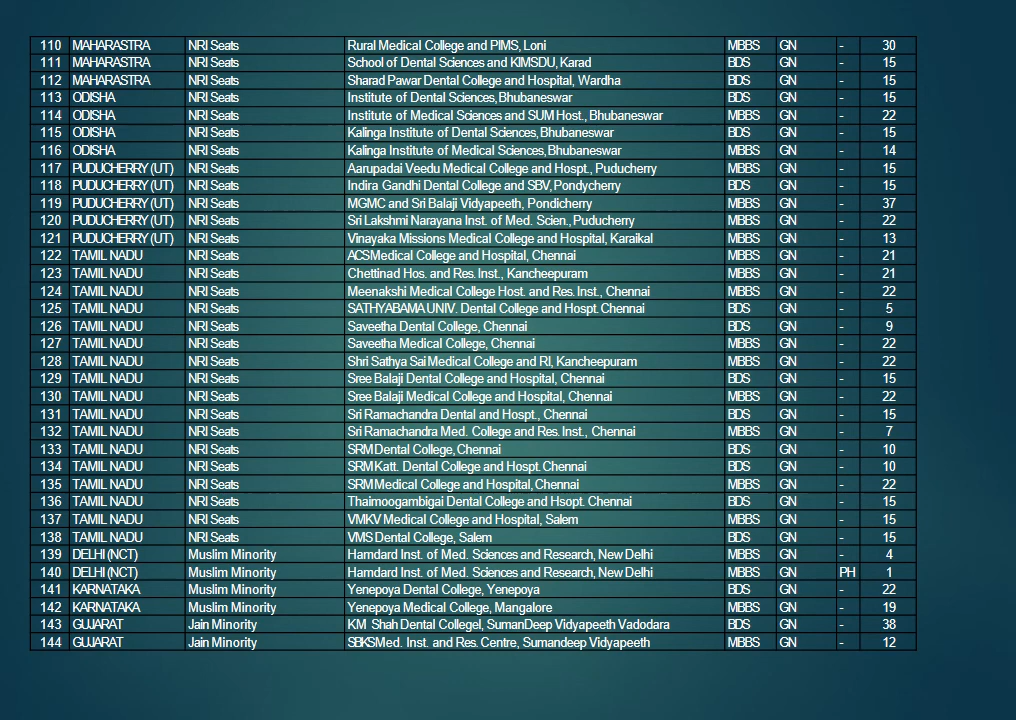 110 MAHARASTRA NRI Seats Rural Medical College and PIMS, Loni MBBS GN - 30
111 MAHARASTRA NRI Seats School of Dental Sciences and KIMSDU, Karad BDS GN - 15
112 MAHARASTRA NRI Seats Sharad Pawar Dental College and Hospital, Wardha BDS GN - 15
113 ODISHA NRI Seats Institute of Dental Sciences, Bhubaneswar BDS GN - 15
114 ODISHA NRI Seats Institute of Medical Sciences and SUM Host., Bhubaneswar MBBS GN - 22
115 ODISHA NRI Seats Kalinga Institute of Dental Sciences, Bhubaneswar BDS GN - 15
116 ODISHA NRI Seats Kalinga Institute of Medical Sciences, Bhubaneswar MBBS GN - 14
117 PUDUCHERRY (UT) NRI Seats Aarupadai Veedu Medical College and Hospt., Puducherry MBBS GN - 15
118 PUDUCHERRY (UT) NRI Seats Indira Gandhi Dental College and SBV, Pondycherry BDS GN - 15
119 PUDUCHERRY (UT) NRI Seats MGMC and Sri Balaji Vidyapeeth, Pondicherry MBBS GN - 37
120 PUDUCHERRY (UT) NRI Seats Sri Lakshmi Narayana Inst. of Med. Scien., Puducherry MBBS GN - 22
121 PUDUCHERRY (UT) NRI Seats Vinayaka Missions Medical College and Hospital, Karaikal MBBS GN - 13
122 TAMIL NADU NRI Seats ACS Medical College and Hospital, Chennai MBBS GN - 21
123 TAMIL NADU NRI Seats Chettinad Hos. and Res. Inst., Kancheepuram MBBS GN - 21
124 TAMIL NADU NRI Seats Meenakshi Medical College Host. and Res. Inst., Chennai MBBS GN - 22
125 TAMIL NADU NRI Seats SATHYABAMA UNIV. Dental College and Hospt. Chennai BDS GN - 5
126 TAMIL NADU NRI Seats Saveetha Dental College, Chennai BDS GN - 9
127 TAMIL NADU NRI Seats Saveetha Medical College, Chennai MBBS GN - 22
128 TAMIL NADU NRI Seats Shri Sathya Sai Medical College and RI, Kancheepuram MBBS GN - 22
129 TAMIL NADU NRI Seats Sree Balaji Dental College and Hospital, Chennai BDS GN - 15
130 TAMIL NADU NRI Seats Sree Balaji Medical College and Hospital, Chennai MBBS GN - 22
131 TAMIL NADU NRI Seats Sri Ramachandra Dental and Hospt., Chennai BDS GN - 15
132 TAMIL NADU NRI Seats Sri Ramachandra Med. College and Res. Inst., Chennai MBBS GN - 7
133 TAMIL NADU NRI Seats SRM Dental College, Chennai BDS GN - 10
134 TAMIL NADU NRI Seats SRM Katt. Dental College and Hospt. Chennai BDS GN - 10
135 TAMIL NADU NRI Seats SRM Medical College and Hospital, Chennai MBBS GN - 22
136 TAMIL NADU NRI Seats Thaimoogambigai Dental College and Hsopt. Chennai BDS GN - 15
137 TAMIL NADU NRI Seats VMKV Medical College and Hospital, Salem MBBS GN - 15
138 TAMIL NADU NRI Seats VMS Dental College, Salem BDS GN - 15
139 DELHI (NCT) Muslim Minority Hamdard Inst. of Med. Sciences and Research, New Delhi MBBS GN - 4
140 DELHI (NCT) Muslim Minority Hamdard Inst. of Med. Sciences and Research, New Delhi MBBS GN PH 1
141 KARNATAKA Muslim Minority Yenepoya Dental College, Yenepoya BDS GN - 22
142 KARNATAKA Muslim Minority Yenepoya Medical College, Mangalore MBBS GN - 19
143 GUJARAT Jain Minority KM Shah Dental Collegel, SumanDeep Vidyapeeth Vadodara BDS GN - 38
144 GUJARAT Jain Minority SBKS Med. Inst. and Res. Centre, Sumandeep Vidyapeeth MBBS GN - 12